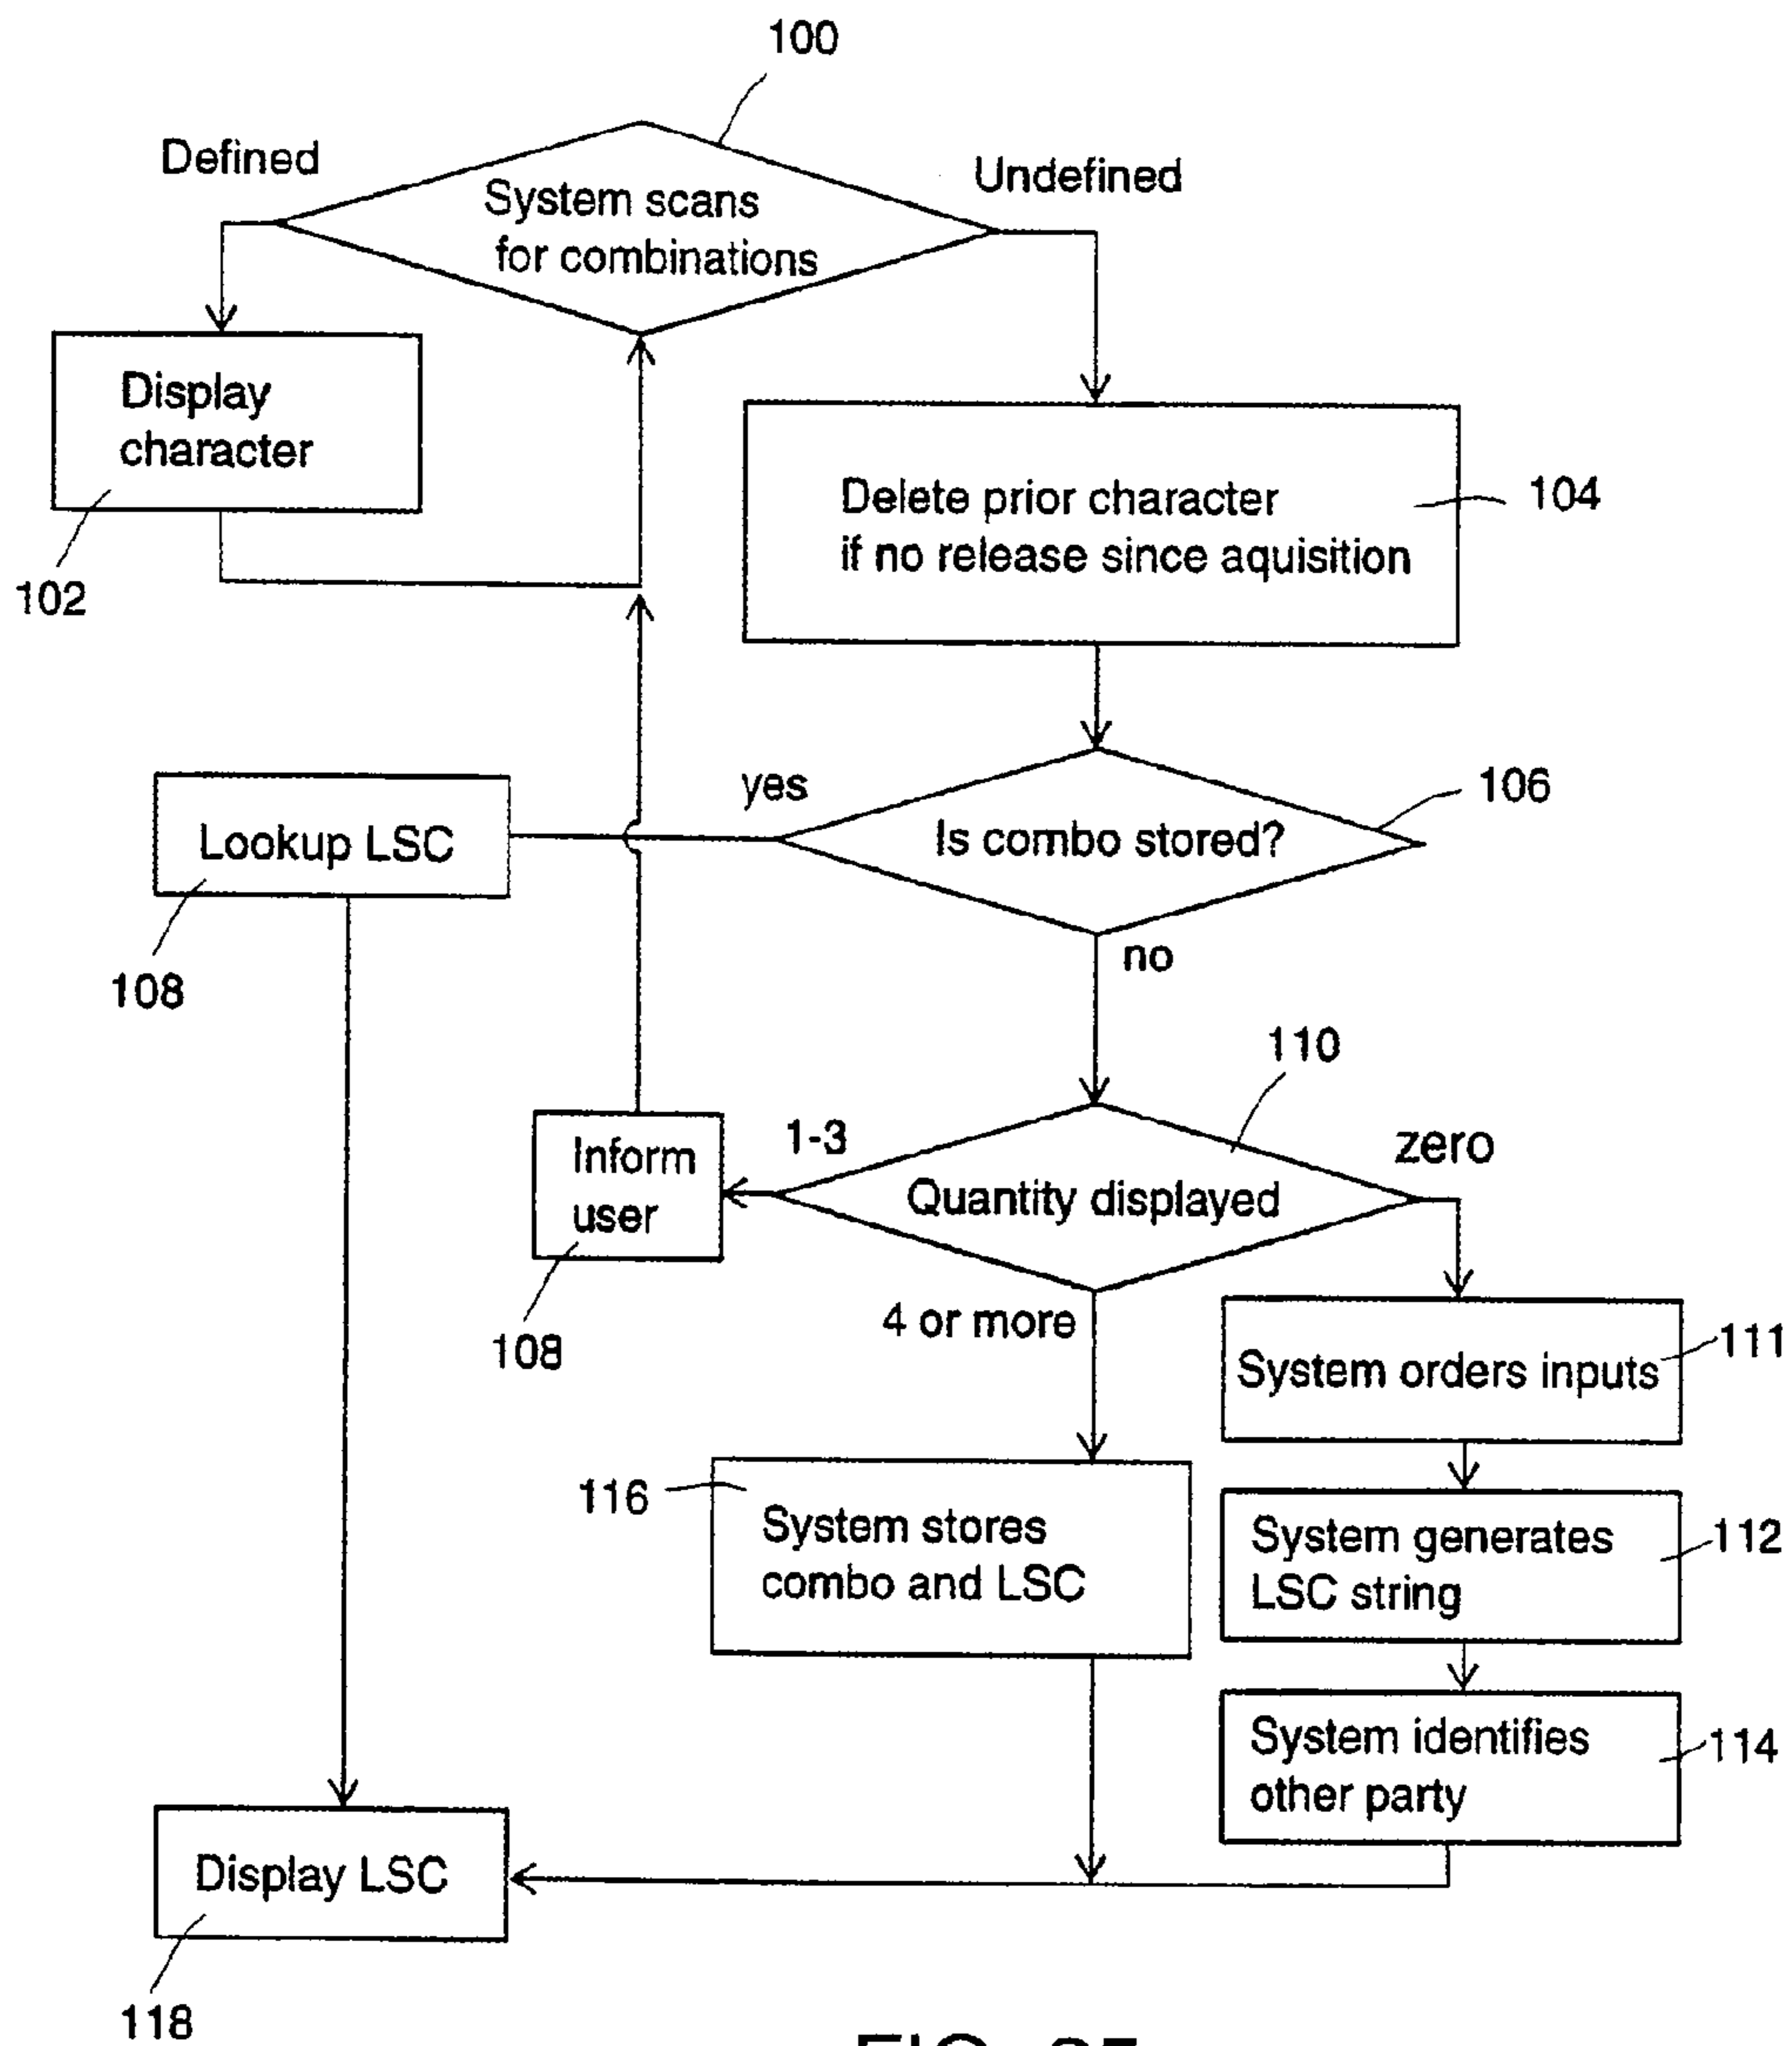 100
Defined
Undefined
System scans
for combinations
Display
character
102
Delete prior character
if no release since aquisition
104
yes
106
Lookup LSC
Is combo stored?
108
no
110
1-3
zero
Inform
user
Quantity displayed
108
4 or more
System orders inputs
111
116
System stores
combo and LSC
System generates
LSC string
112
System identifies
other party
114
Display LSC
118